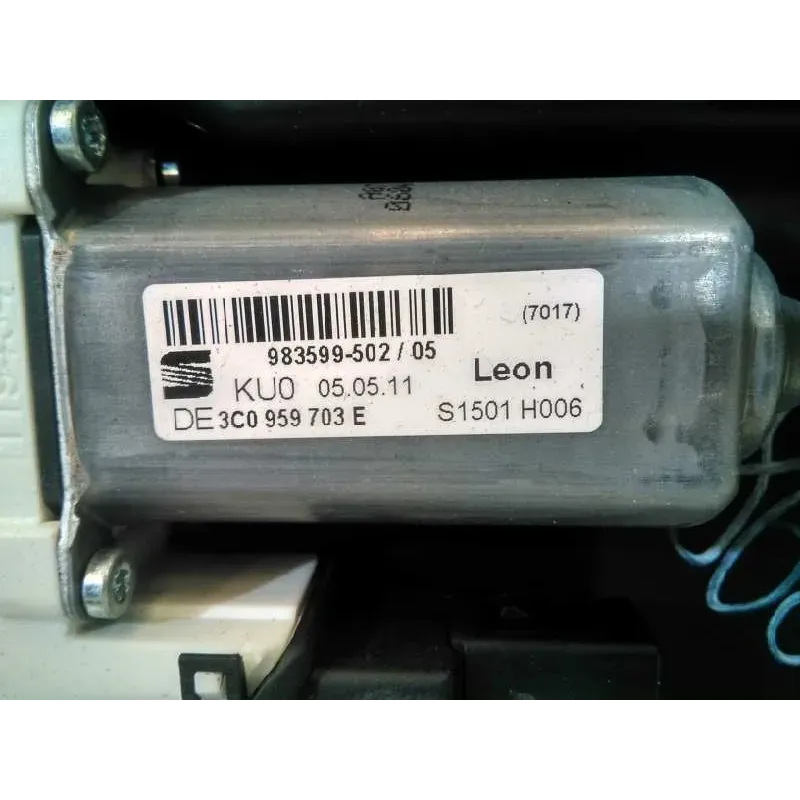 (7017)
983599-502 / 05
Leon
KU0 05.05.11
DE 3C0 959 703 E
S1501 H006